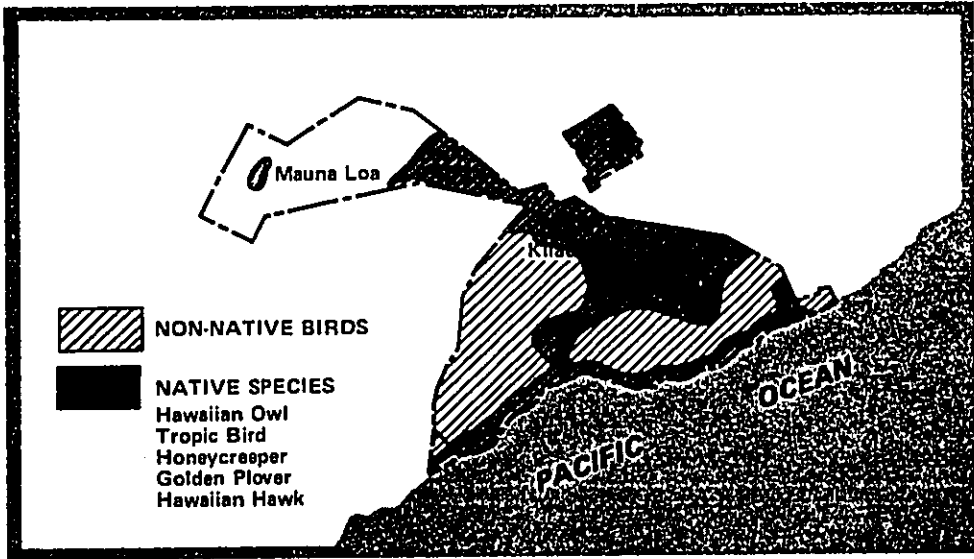 Mauna Loa
NON-NATIVE BIRDS
NATIVE SPECIES
Hawaiian Owl
Tropic Bird
Honeycreeper
Golden Plover
Hawaiian Hawk
PACIFIC OCEAN